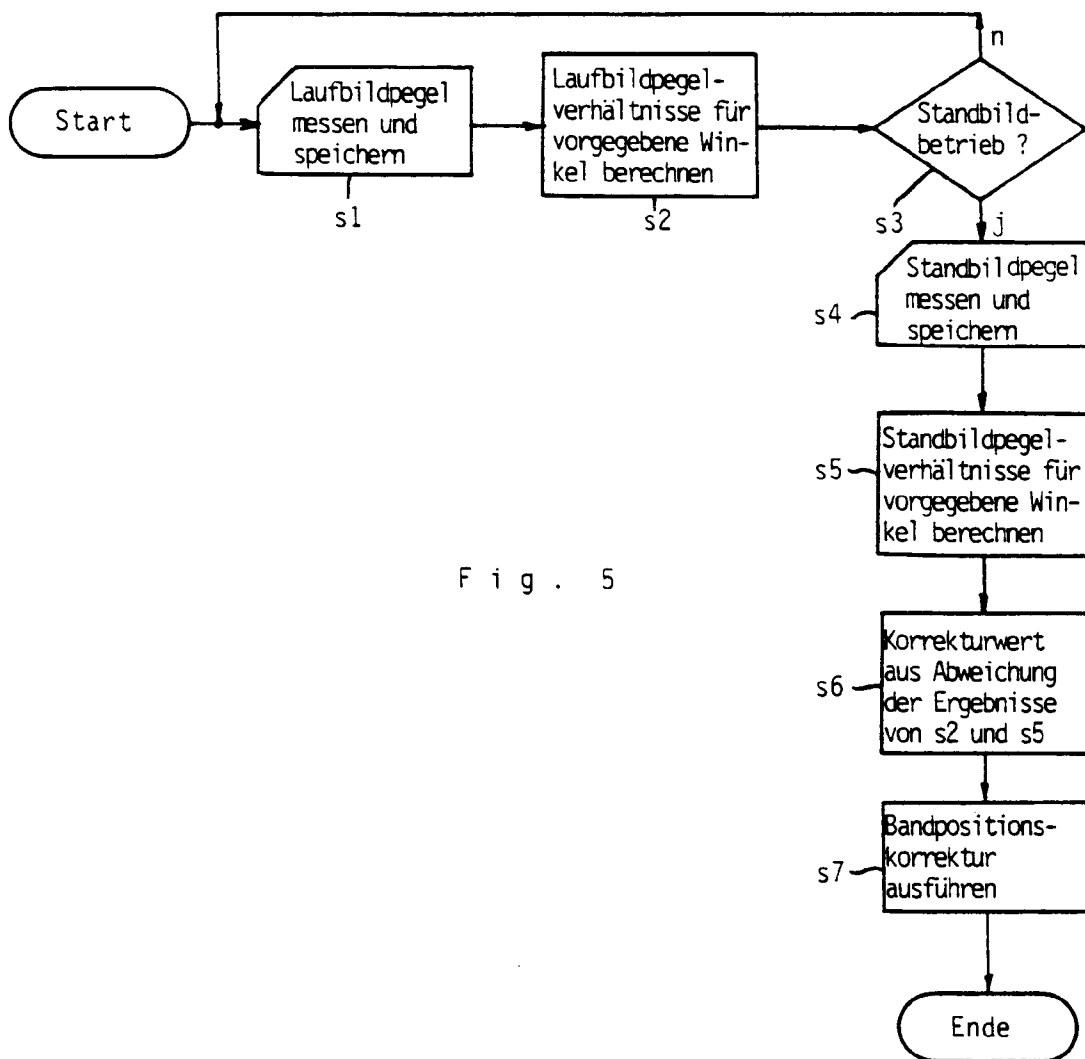 n
Start
Laufbildpegel
messen und
speichern
s1
Laufbildpegel-
verhältnisse für
vorgegebene Win-
kel berechnen
s2
Standbild-
betrieb ?
s3
j
Standbildpegel
messen und
speichern
s4
Standbildpegel-
verhältnisse für
vorgegebene Win-
kel berechnen
s5
Fig. 5
Korrekturwert
aus Abweichung
der Ergebnisse
von s2 und s5
s6
Bandpositions-
korrektur
ausführen
s7
Ende